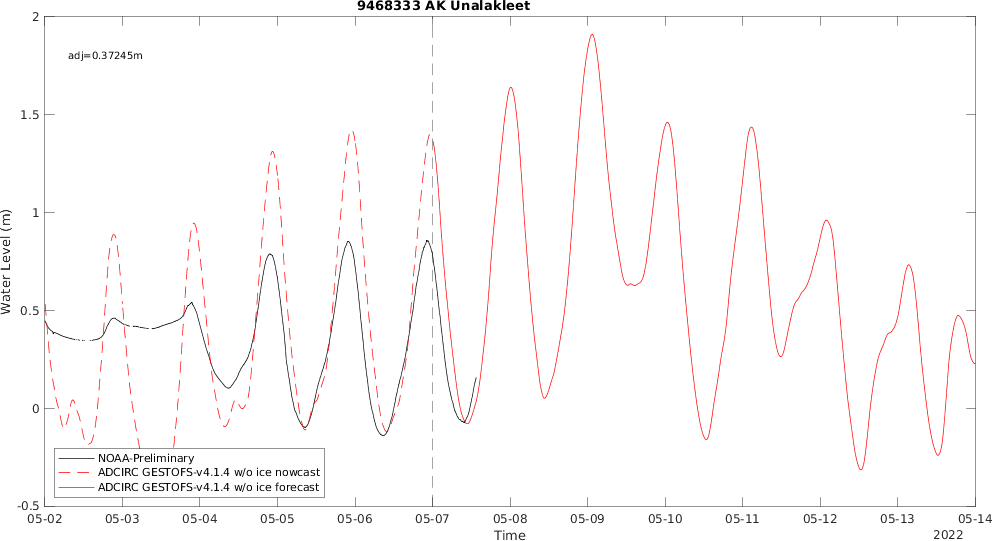 9468333 AK Unalakleet
adj=0.37245m
Water Level (m)
2
1.5
1
0.5
0
-0.5
NOAA-Preliminary
ADCIRC GESTOFS-v4.1.4 w/o ice nowcast
ADCIRC GESTOFS-v4.1.4 w/o ice forecast
05-02 05-03 05-04 05-05 05-06 05-07 05-08 05-09 05-10 05-11 05-12 05-13 05-14
Time
2022